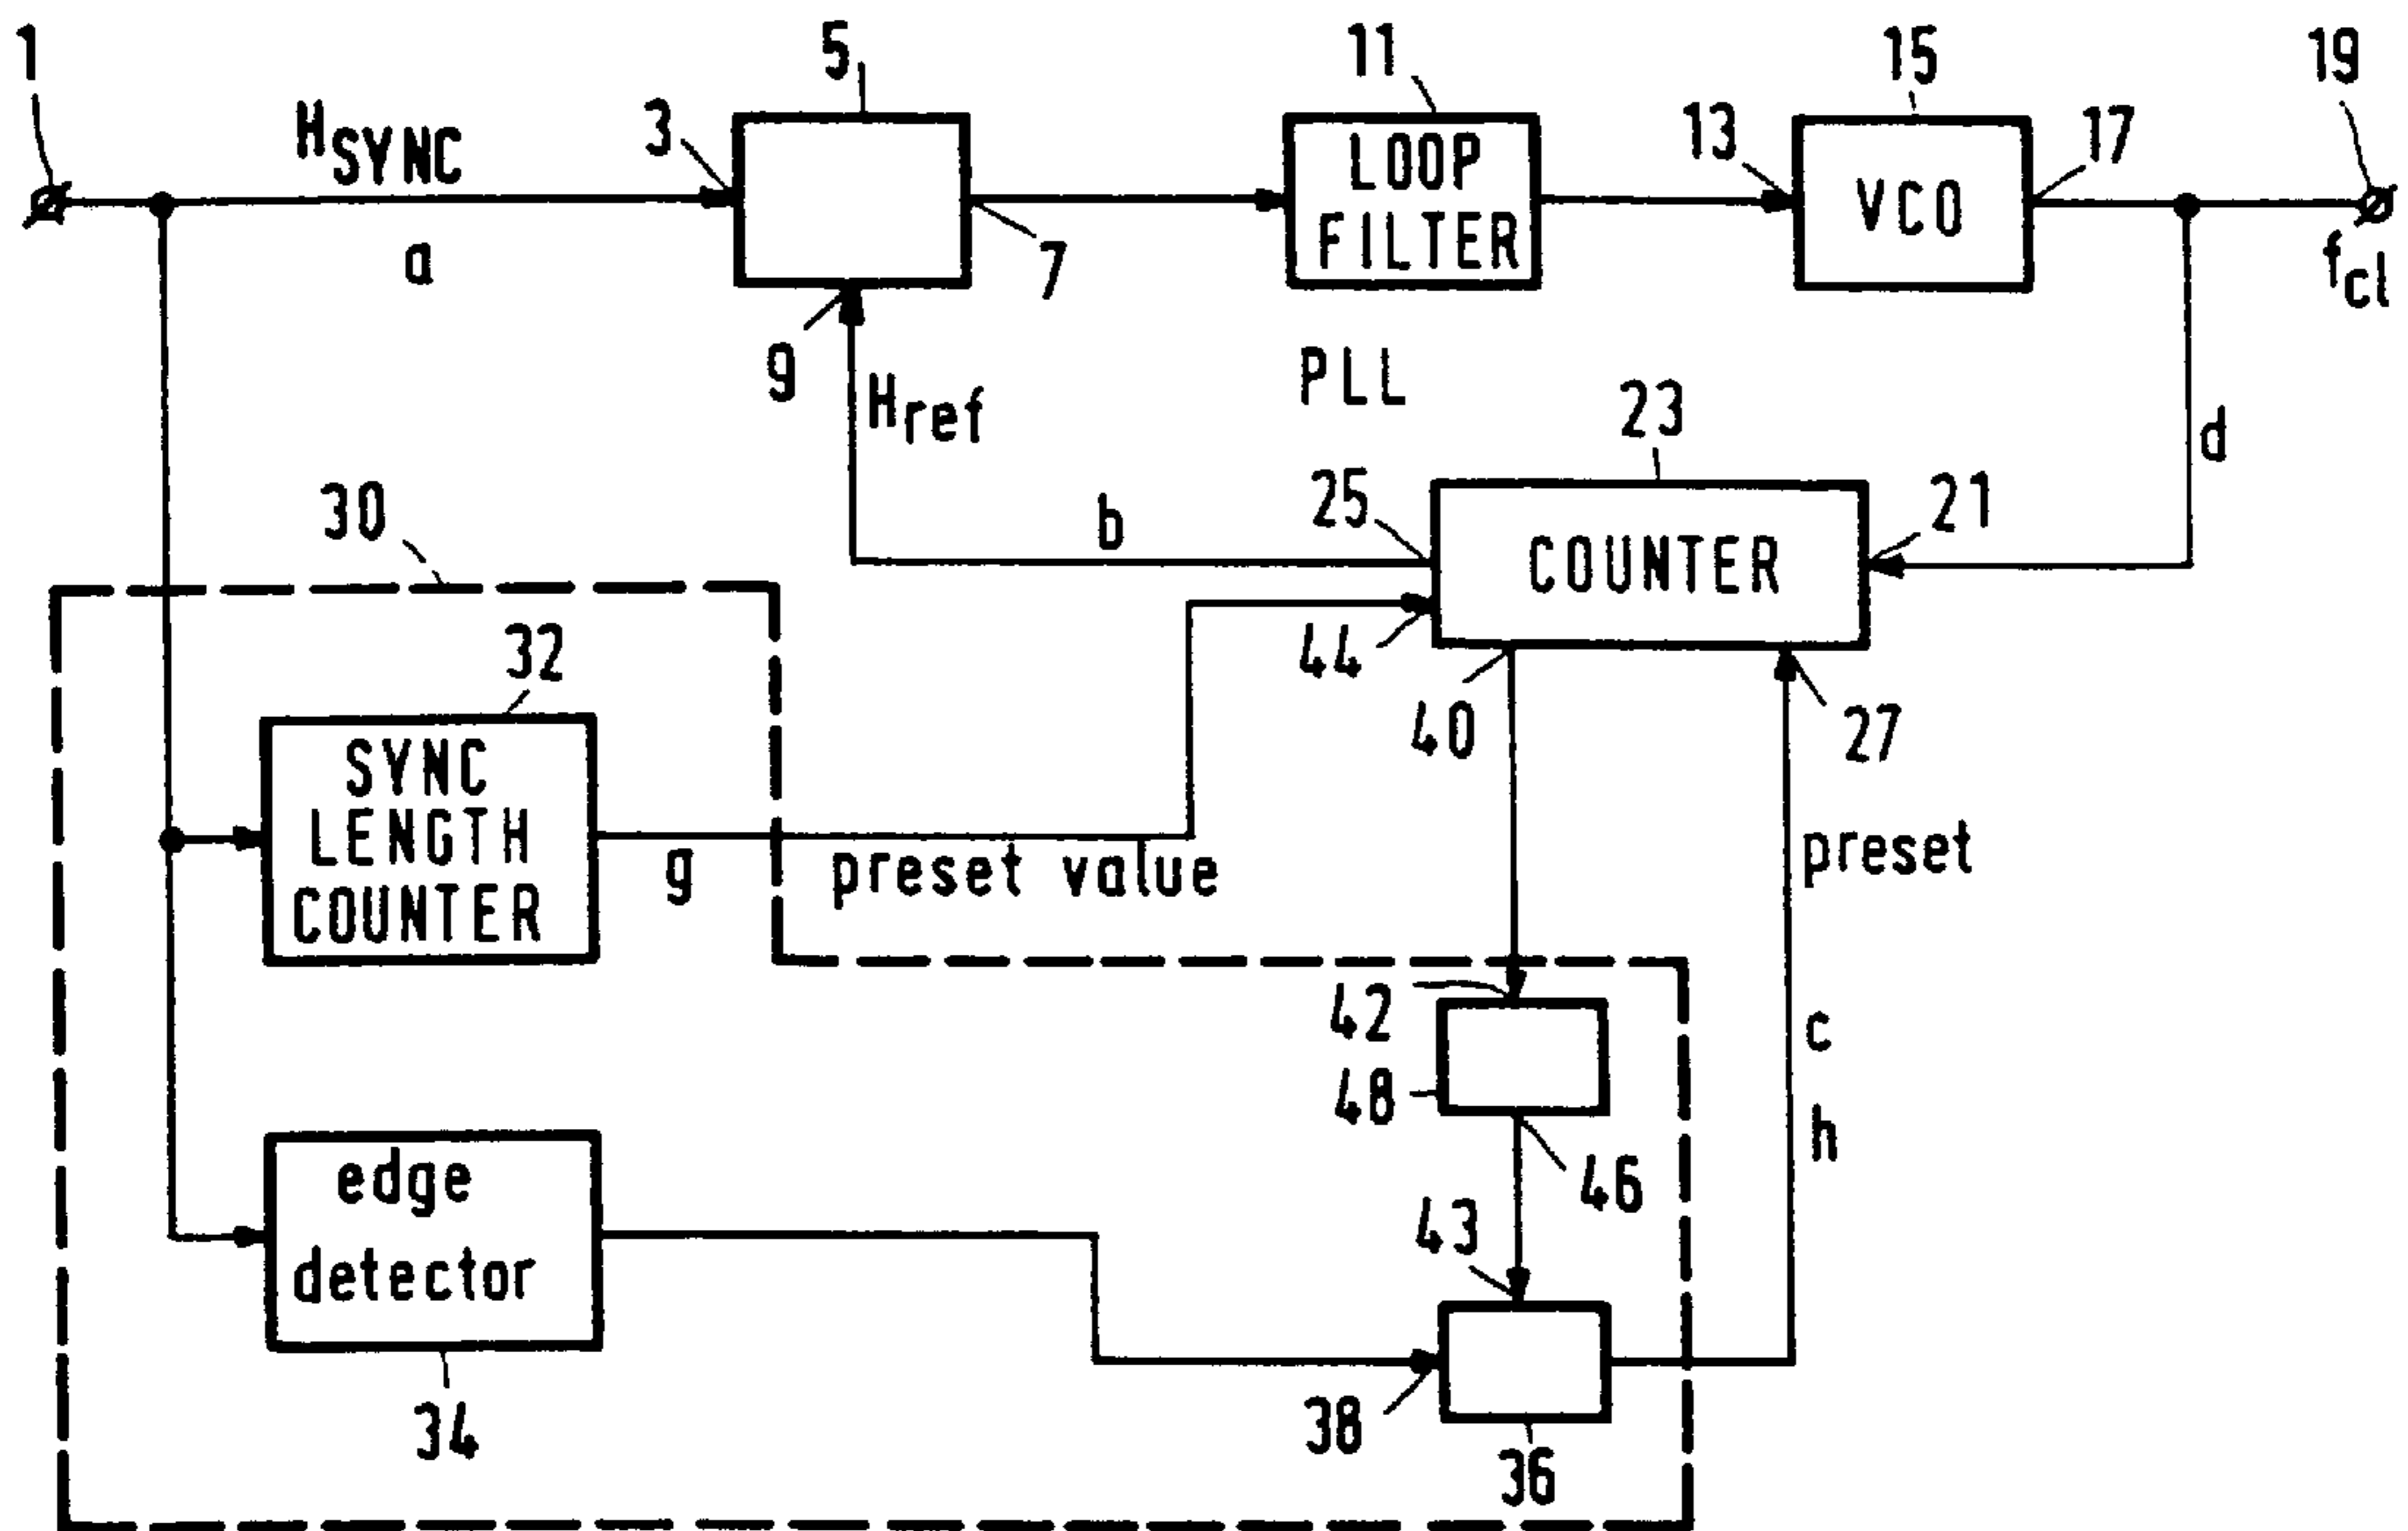 1
5
11
15
19
HSYNC
3
LOOP
FILTER
13
VCO
17
a
7
fcl
9
Href
PLL
23
d
30
b
25
COUNTER
21
32
44
40
27
SYNC
LENGTH
COUNTER
g
preset value
preset
42
c
48
h
edge
detector
46
43
34
38
36